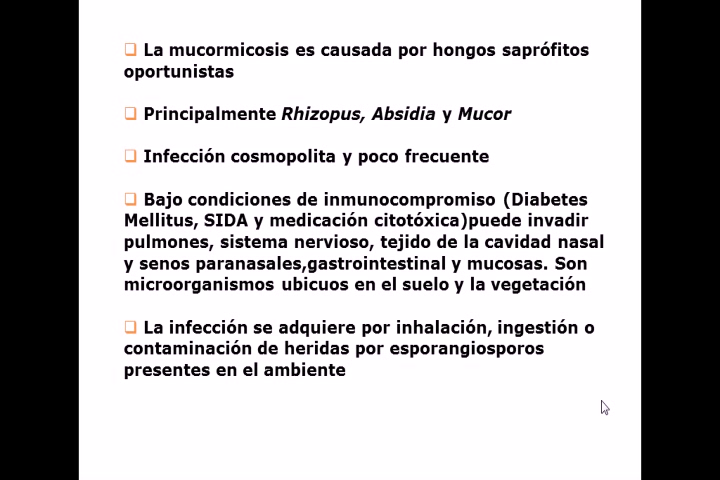 La mucormicosis es causada por hongos saprófitos
oportunistas
Principalmente Rhizopus, Absidia y Mucor
Infección cosmopolita y poco frecuente
Bajo condiciones de inmunocompromiso (Diabetes
Mellitus, SIDA y medicación citotóxica)puede invadir
pulmones, sistema nervioso, tejido de la cavidad nasal
y senos paranasales,gastrointestinal y mucosas. Son
microorganismos ubicuos en el suelo y la vegetación
La infección se adquiere por inhalación, ingestión o
contaminación de heridas por esporangiosporos
presentes en el ambiente